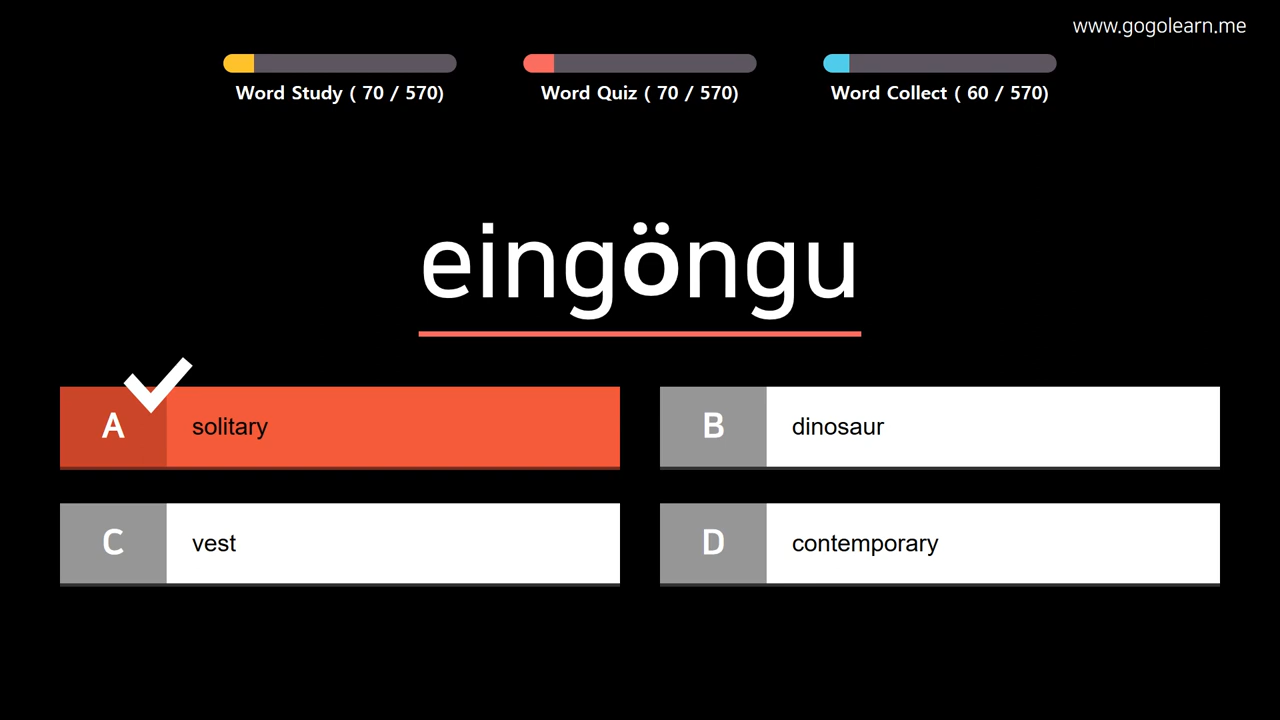 www.gogolearn.me
Word Study ( 70 / 570)
Word Quiz ( 70 / 570)
Word Collect ( 60 / 570)
eingöngu
A
solitary
B
dinosaur
C
vest
D
contemporary